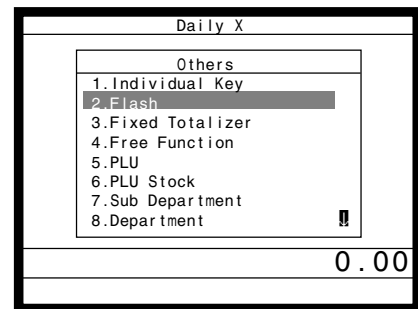 Daily X
Others
1.Individual Key
2.Flash
3.Fixed Totalizer
4.Free Function
5.PLU
6.PLU Stock
7.Sub Department
8.Department
0.00